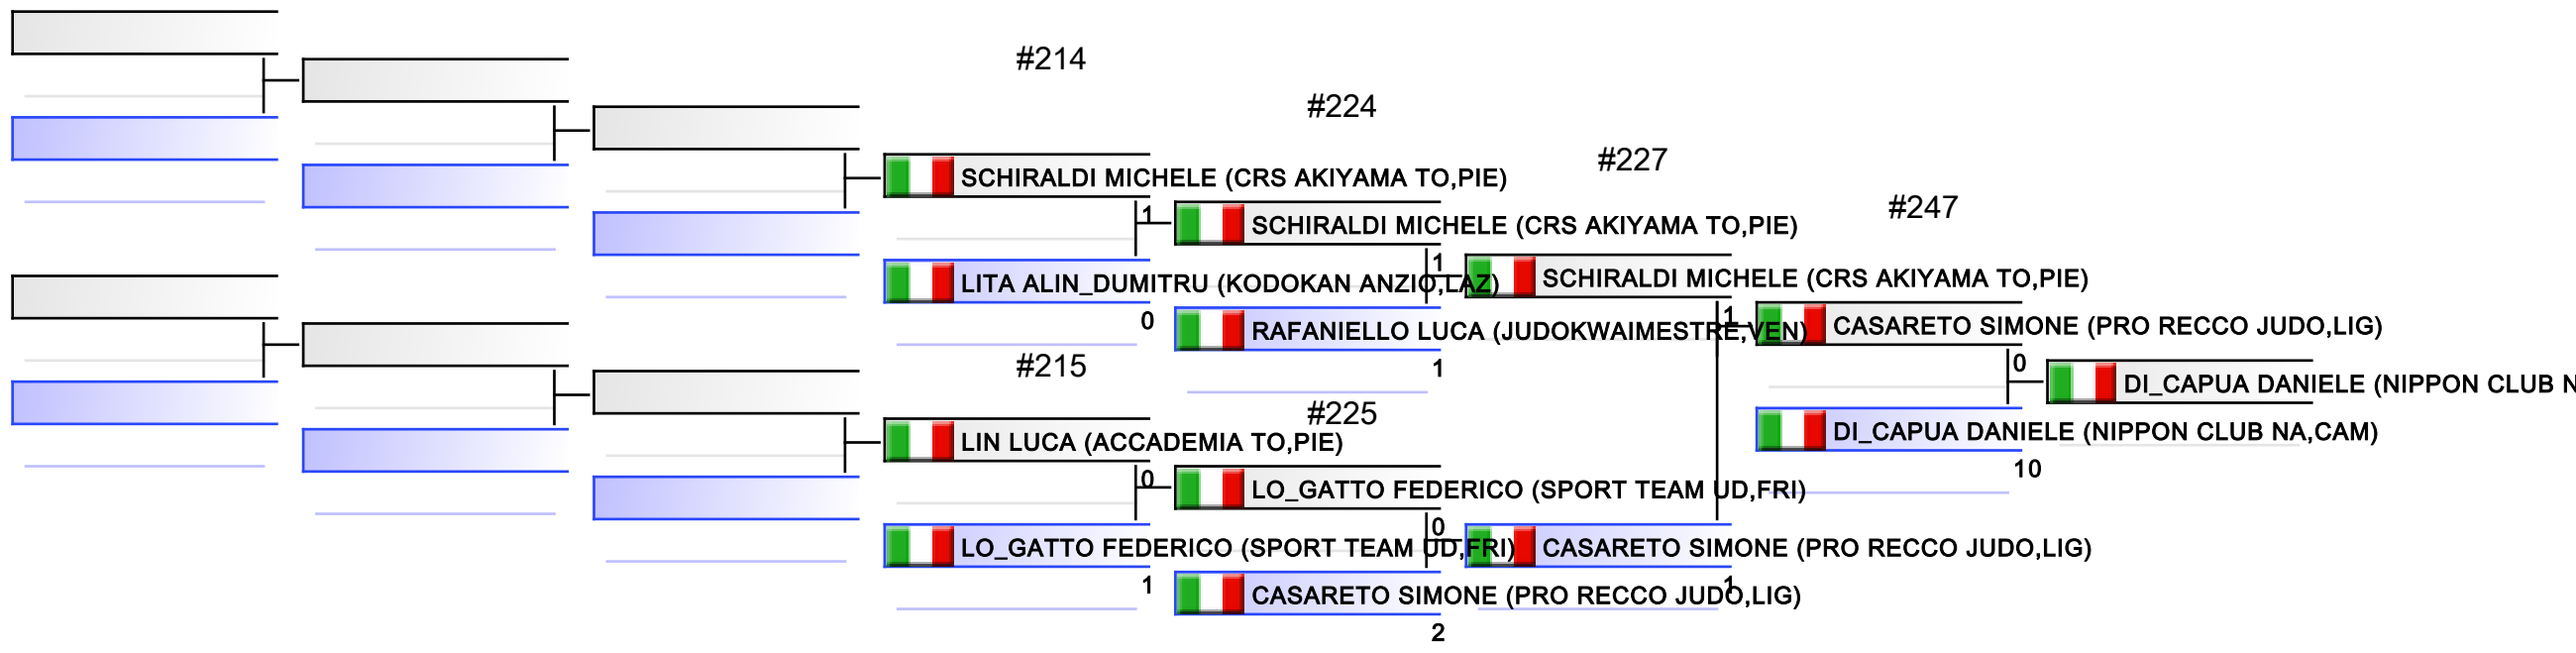 #214
#224
#227
#247
SCHIRALDI MICHELE (CRS AKIYAMA TO,PIE)
1
SCHIRALDI MICHELE (CRS AKIYAMA TO,PIE)
LITA ALIN_DUMITRU (KODOKAN ANZIO,LAZ)
0
1
SCHIRALDI MICHELE (CRS AKIYAMA TO,PIE)
RAFANIELLO LUCA (JUDOKWAIMESTRE,VEN)
1
1
CASARETO SIMONE (PRO RECCO JUDO,LIG)
0
DI_CAPUA DANIELE (NIPPON CLUB N
DI_CAPUA DANIELE (NIPPON CLUB NA,CAM)
10
#215
#225
LIN LUCA (ACCADEMIA TO,PIE)
0
LO_GATTO FEDERICO (SPORT TEAM UD,FRI)
LO_GATTO FEDERICO (SPORT TEAM UD,FRI)
1
0
CASARETO SIMONE (PRO RECCO JUDO,LIG)
1
CASARETO SIMONE (PRO RECCO JUDO,LIG)
2